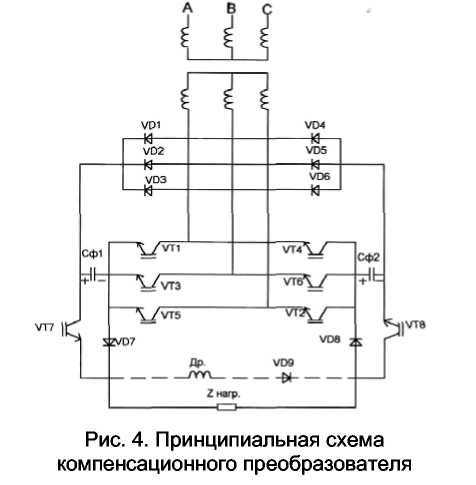 A B C
VD1 VD4
VD2 VD5
VD3 VD6
Сф1 VT1 VT4 Сф2
+ − VT3 VT6 − +
VT5 VT2
VT7 VD7 VD8 VT8
Др. VD9
Z нагр.
Рис. 4. Принципиальная схема
компенсационного преобразователя